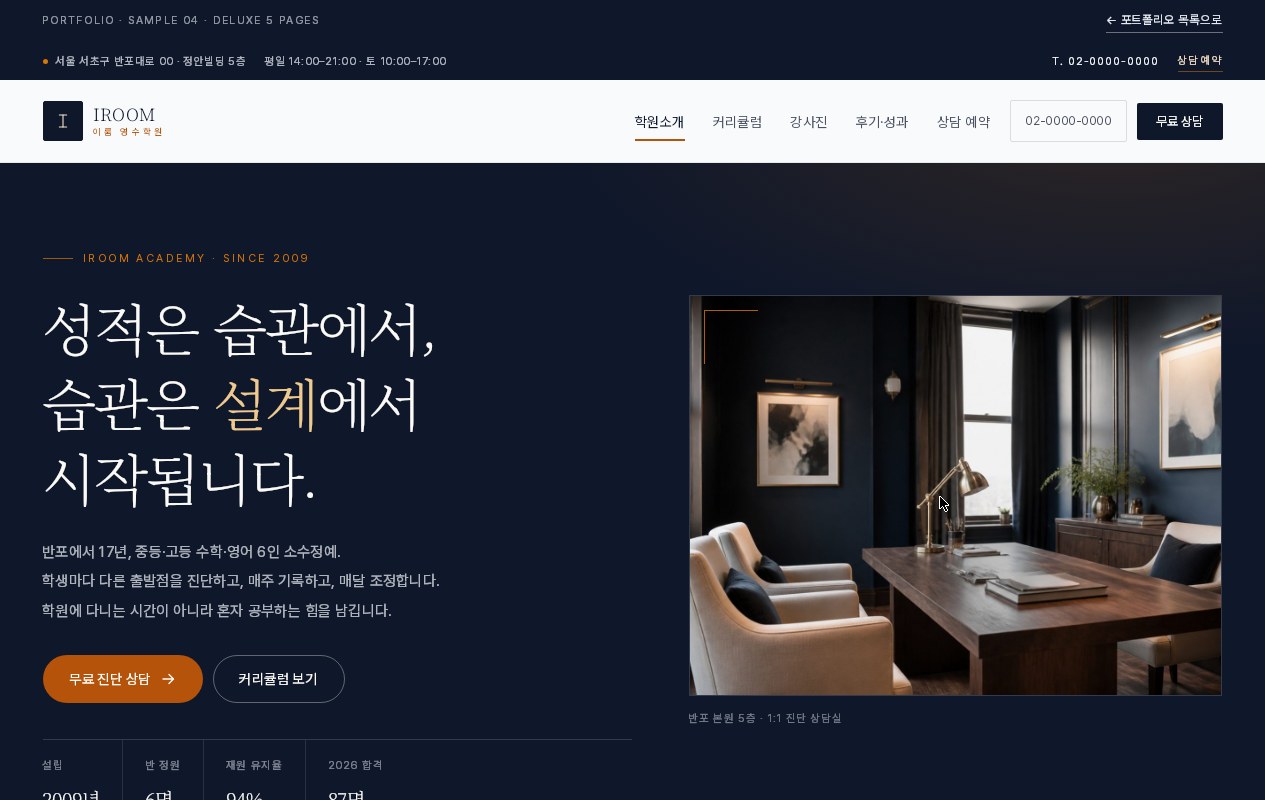 PORTFOLIO · SAMPLE 04 · DELUXE 5 PAGES
← 포트폴리오 목록으로
서울 서초구 반포대로 00 · 정안빌딩 5층 평일 14:00–21:00 · 토 10:00–17:00
T. 02-0000-0000 상담 예약
I
IROOM
이룸 영수학원
학원소개 커리큘럼 강사진 후기·성과 상담 예약 02-0000-0000 무료 상담
IROOM ACADEMY · SINCE 2009
성적은 습관에서,
습관은 설계에서
시작됩니다.
반포에서 17년, 중등·고등 수학·영어 6인 소수정예.
학생마다 다른 출발점을 진단하고, 매주 기록하고, 매달 조정합니다.
학원에 다니는 시간이 아니라 혼자 공부하는 힘을 남깁니다.
무료 진단 상담 →
커리큘럼 보기
반포 본원 5층 · 1:1 진단 상담실
설립 반 정원 재원 유지율 2026 합격
2009년 6명 94% 87명